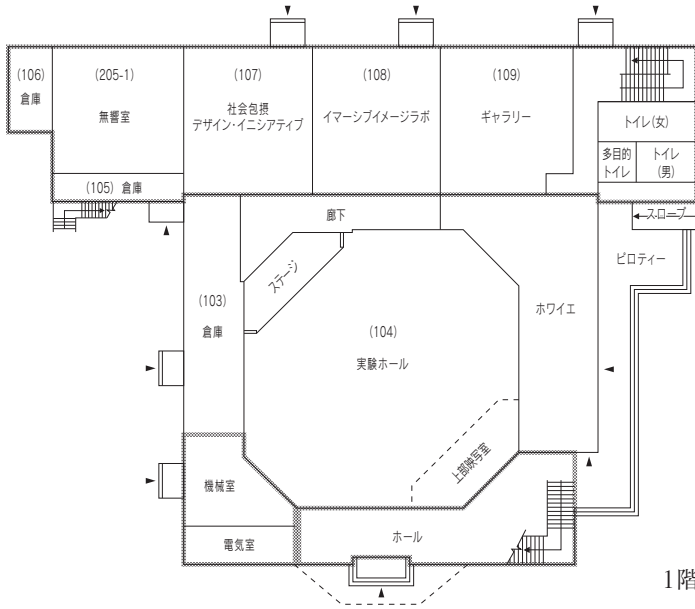 (106)
倉庫
(205-1)
無響室
(107)
社会包摂
デザイン・イニシアティブ
(108)
イマーシブイメージラボ
(109)
ギャラリー
トイレ(女)
多目的
トイレ
トイレ
(男)
(105) 倉庫
廊下
スロープ
ピロティー
ステージ
(103)
倉庫
(104)
実験ホール
ホワイエ
上部映写室
機械室
電気室
ホール
1階